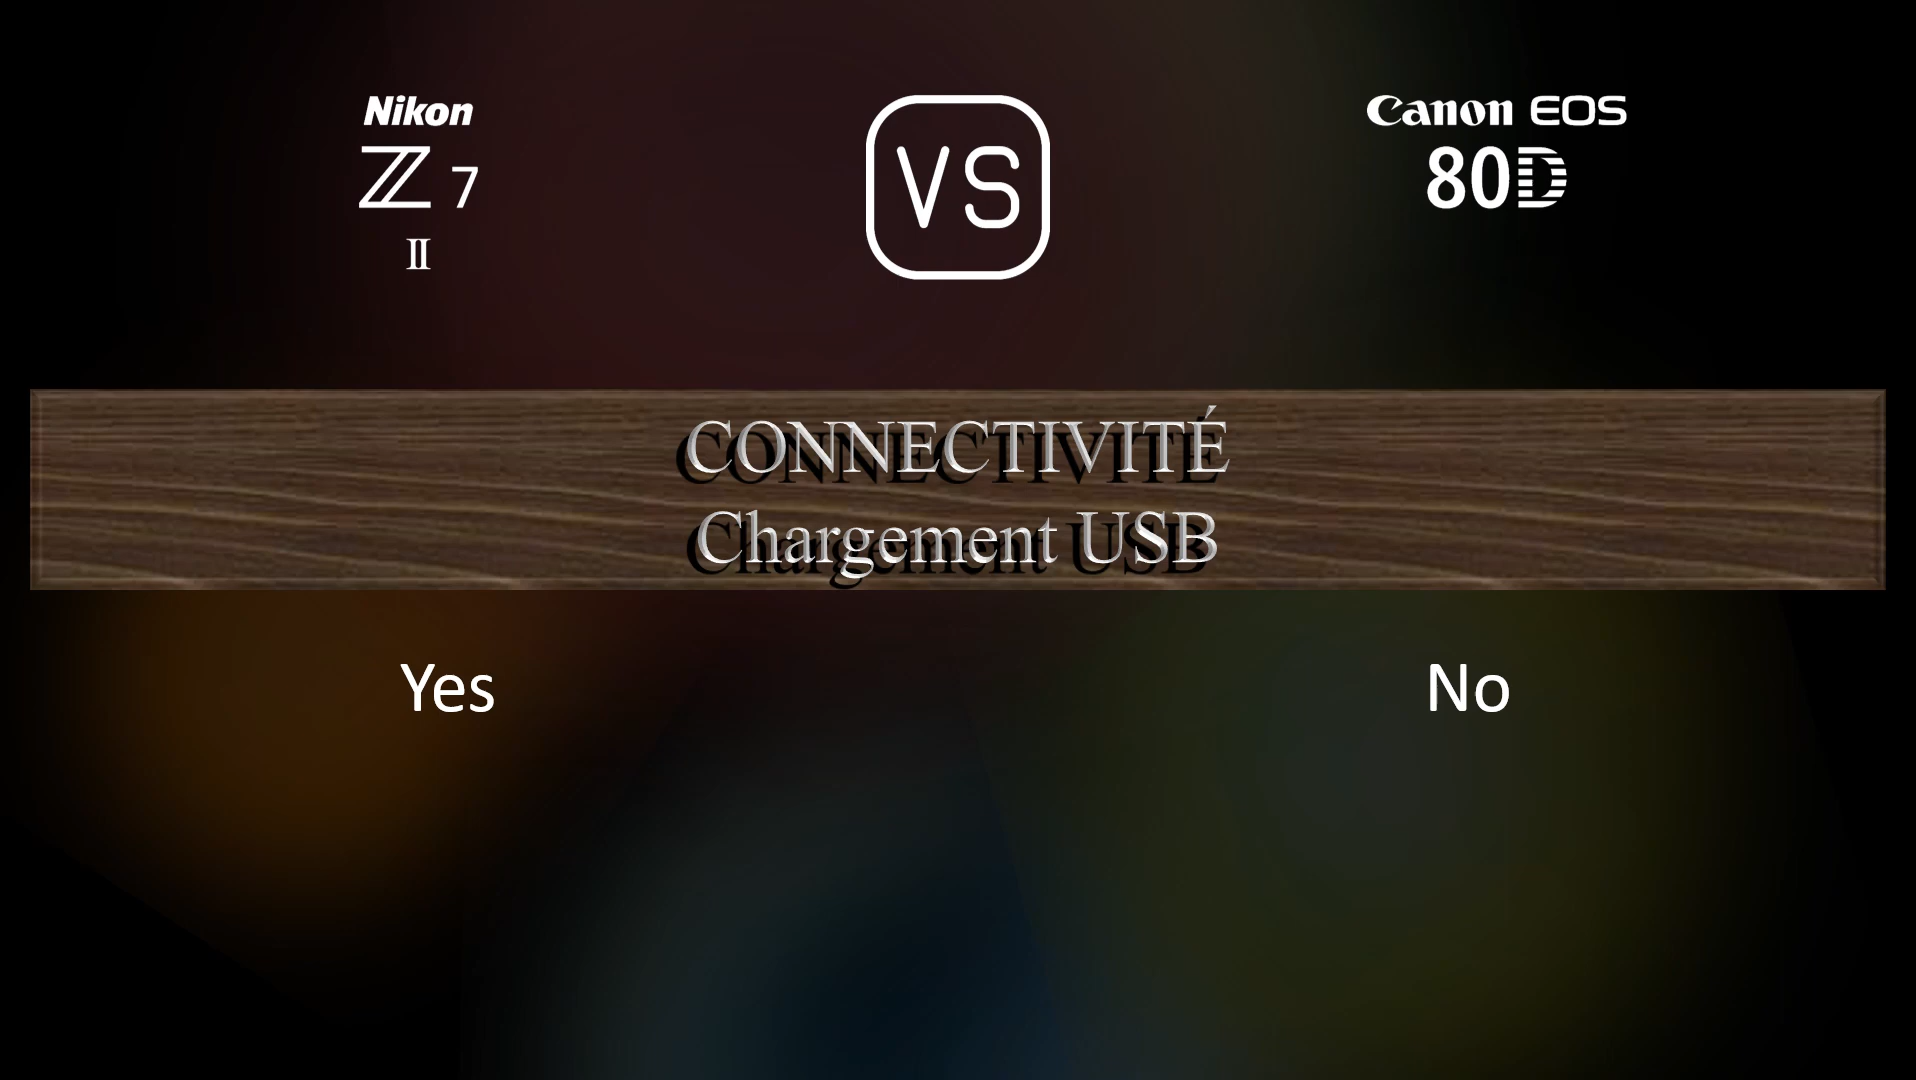 Nikon
Z 7
II
VS
Canon EOS
80D
CONNECTIVITÉ
Chargement USB
Yes
No